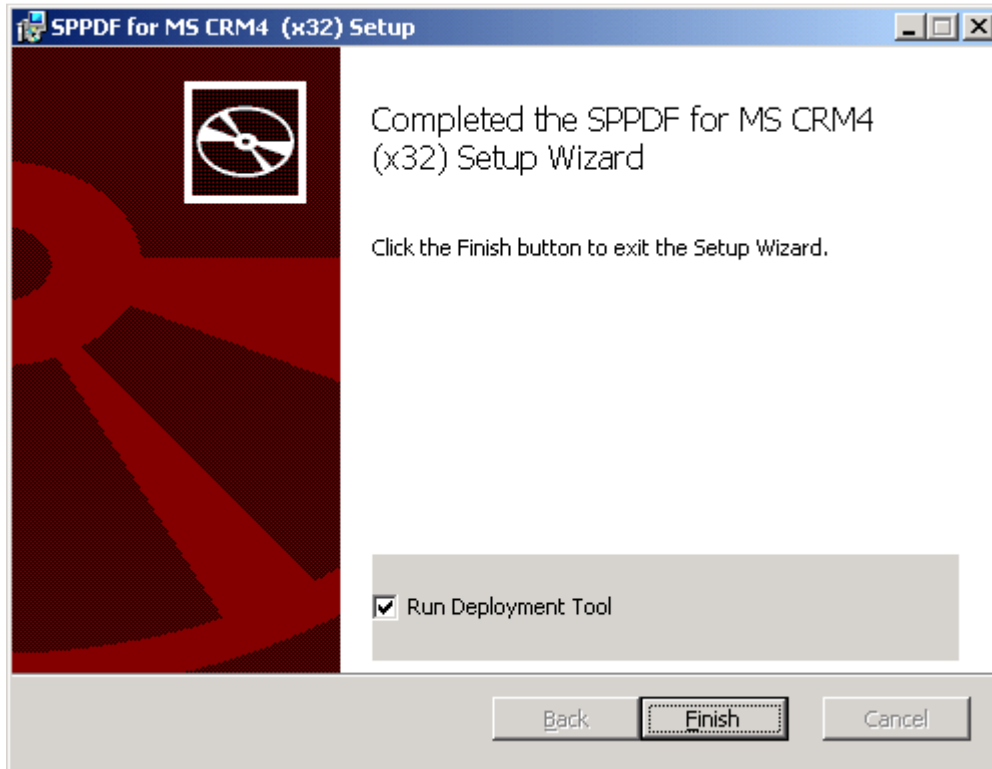 SPPDF for MS CRM4 (x32) Setup
Completed the SPPDF for MS CRM4
(x32) Setup Wizard
Click the Finish button to exit the Setup Wizard.
Run Deployment Tool
Back Finish Cancel